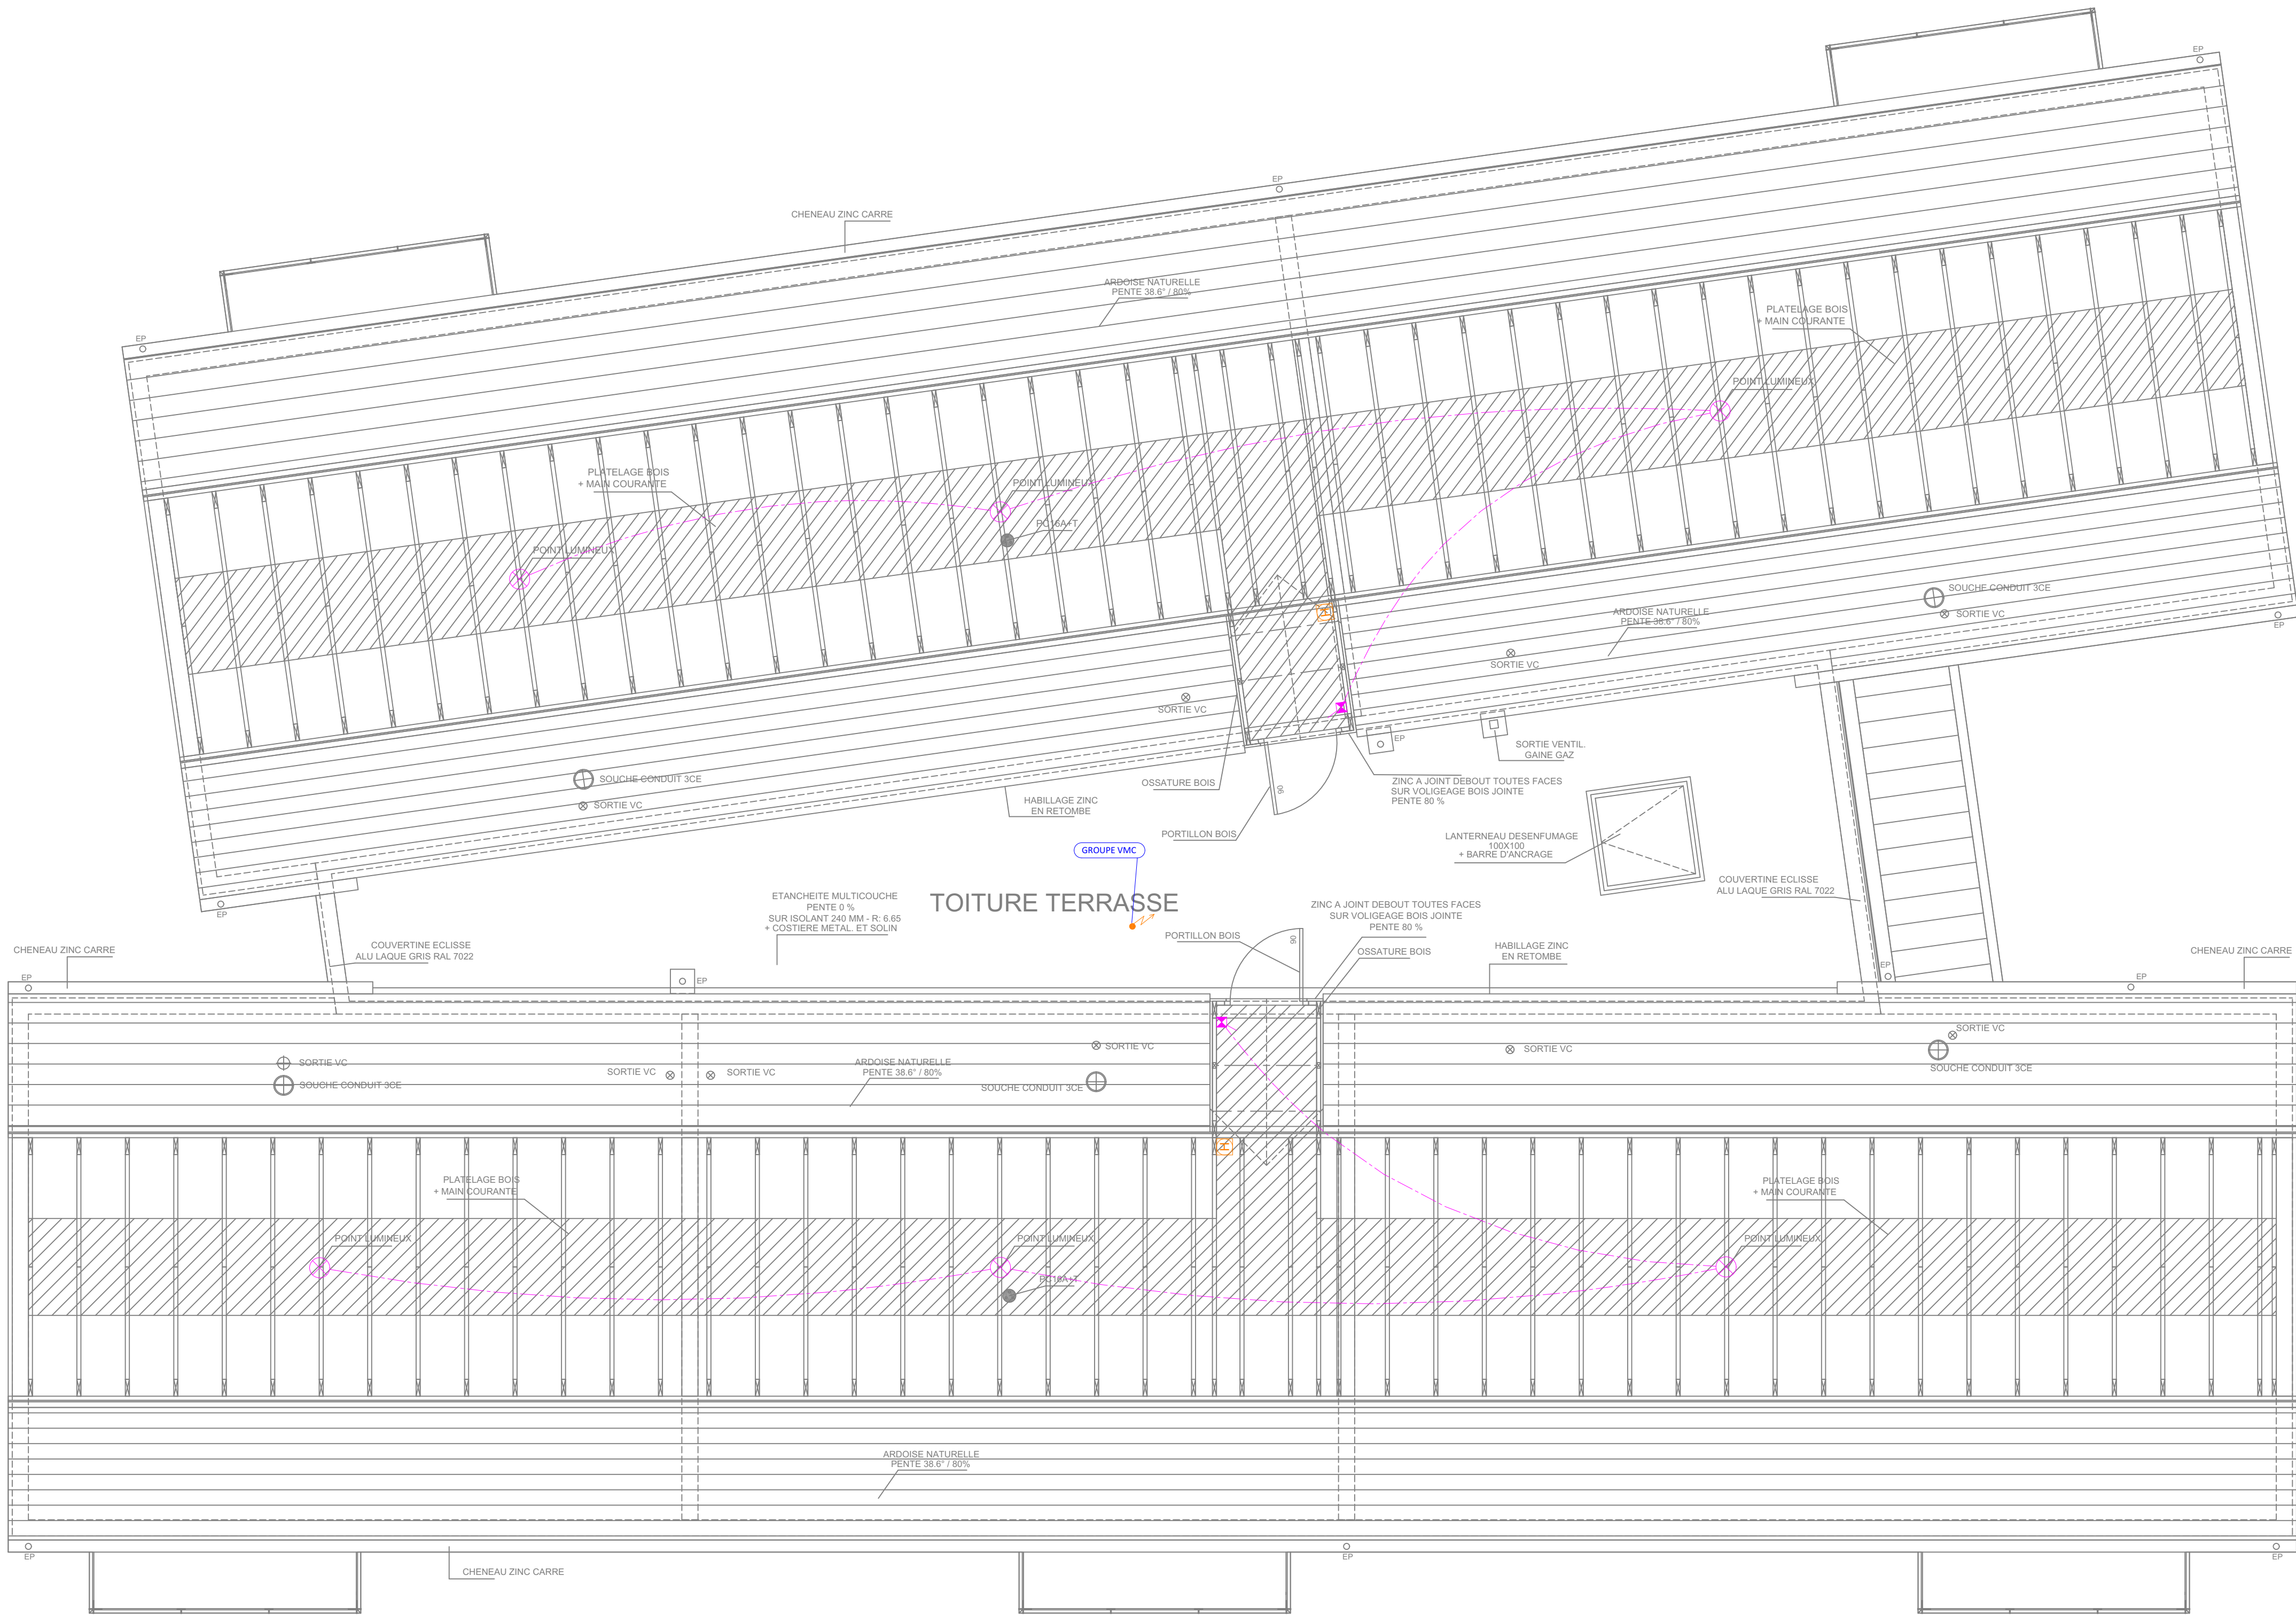 EP
EP
CHENEAU ZINC CARRE
ARDOISE NATURELLE
PENTE 38.6° / 80%
PLATELAGE BOIS
+ MAIN COURANTE
EP
POINT LUMINEUX
PLATELAGE BOIS
+ MAIN COURANTE
POINT LUMINEUX
PC16A+T
POINT LUMINEUX
SOUCHE CONDUIT 3CE
SORTIE VC
ARDOISE NATURELLE
PENTE 38.6° / 80%
EP
SORTIE VC
SORTIE VC
EP
SORTIE VENTIL.
GAINE GAZ
SOUCHE CONDUIT 3CE
SORTIE VC
OSSATURE BOIS
ZINC A JOINT DEBOUT TOUTES FACES
SUR VOLIGEAGE BOIS JOINTE
PENTE 80 %
90
HABILLAGE ZINC
EN RETOMBE
PORTILLON BOIS
LANTERNEAU DESENFUMAGE
100X100
+ BARRE D'ANCRAGE
GROUPE VMC
COUVERTINE ECLISSE
ALU LAQUE GRIS RAL 7022
ETANCHEITE MULTICOUCHE
PENTE 0 %
SUR ISOLANT 240 MM - R: 6.65
+ COSTIERE METAL. ET SOLIN
TOITURE TERRASSE
ZINC A JOINT DEBOUT TOUTES FACES
SUR VOLIGEAGE BOIS JOINTE
PENTE 80 %
EP
PORTILLON BOIS
90
CHENEAU ZINC CARRE
COUVERTINE ECLISSE
ALU LAQUE GRIS RAL 7022
OSSATURE BOIS
HABILLAGE ZINC
EN RETOMBE
CHENEAU ZINC CARRE
EP
EP
EP
EP
SORTIE VC
SOUCHE CONDUIT 3CE
SORTIE VC
SORTIE VC
ARDOISE NATURELLE
PENTE 38.6° / 80%
SORTIE VC
SOUCHE CONDUIT 3CE
SORTIE VC
SORTIE VC
SOUCHE CONDUIT 3CE
PLATELAGE BOIS
+ MAIN COURANTE
PLATELAGE BOIS
+ MAIN COURANTE
POINT LUMINEUX
POINT LUMINEUX
PC16A+T
POINT LUMINEUX
ARDOISE NATURELLE
PENTE 38.6° / 80%
EP
EP
EP
CHENEAU ZINC CARRE